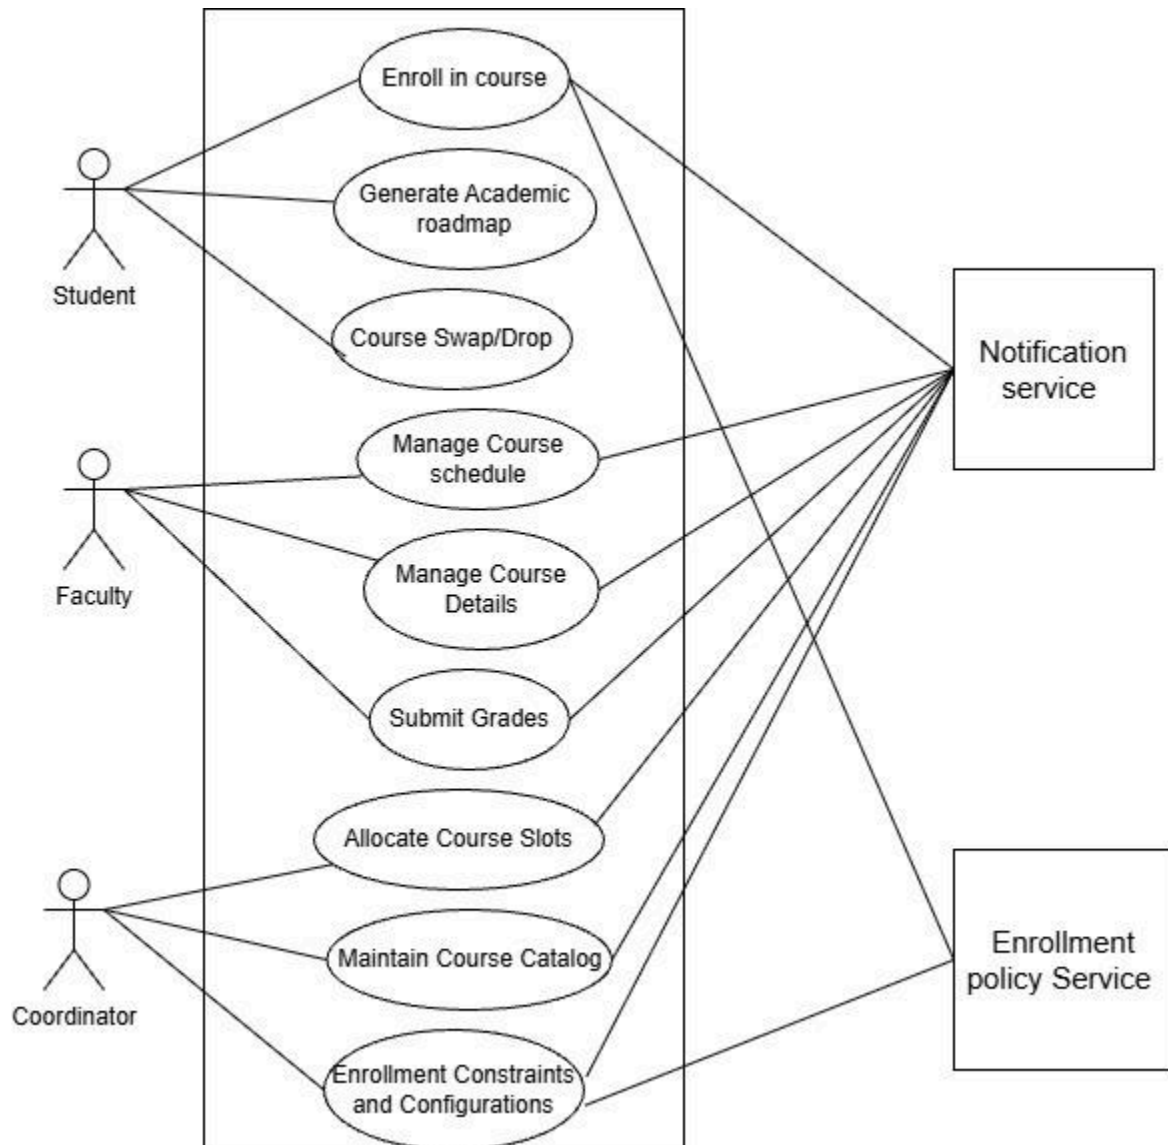 Enroll in course
Generate Academic
roadmap
Student
Course Swap/Drop
Notification
service
Manage Course
schedule
Manage Course
Details
Faculty
Submit Grades
Allocate Course Slots
Enrollment
policy Service
Maintain Course Catalog
Coordinator
Enrollment Constraints
and Configurations